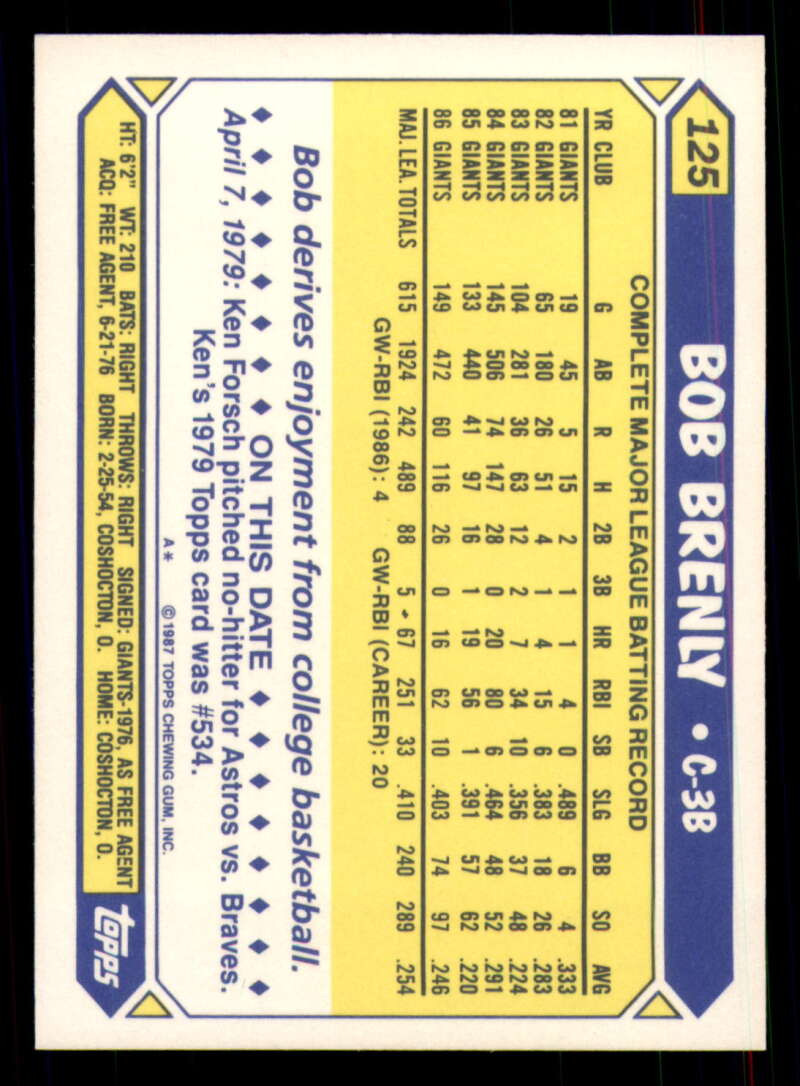 125 BOB BRENLY • C-3B
COMPLETE MAJOR LEAGUE BATTING RECORD
YR CLUB G AB R H 2B 3B HR RBI SB SLG BB SO AVG
81 GIANTS 19 45 5 15 2 1 1 4 0 .489 6 4 .333
82 GIANTS 65 180 26 51 4 1 4 15 6 .383 18 26 .283
83 GIANTS 104 281 36 63 12 2 7 34 10 .356 37 48 .224
84 GIANTS 145 506 74 147 28 0 20 80 6 .464 48 52 .291
85 GIANTS 133 440 41 97 16 1 19 56 1 .391 57 62 .220
86 GIANTS 149 472 60 116 26 0 16 62 10 .403 74 97 .246
MAJ. LEA. TOTALS 615 1924 242 489 88 5 67 251 33 .410 240 289 .254
GW-RBI (1986): 4 GW-RBI (CAREER): 20
Bob derives enjoyment from college basketball.
◆ ◆ ◆ ◆ ◆ ◆ ◆ ON THIS DATE ◆ ◆ ◆ ◆ ◆ ◆ ◆
April 7, 1979: Ken Forsch pitched no-hitter for Astros vs. Braves.
Ken's 1979 Topps card was #534.
A* © 1987 TOPPS CHEWING GUM, INC.
HT: 6'2" WT: 210 BATS: RIGHT THROWS: RIGHT SIGNED: GIANTS-1976, AS FREE AGENT
ACQ: FREE AGENT, 6-21-76 BORN: 2-25-54, COSHOCTON, O. HOME: COSHOCTON, O.
topps